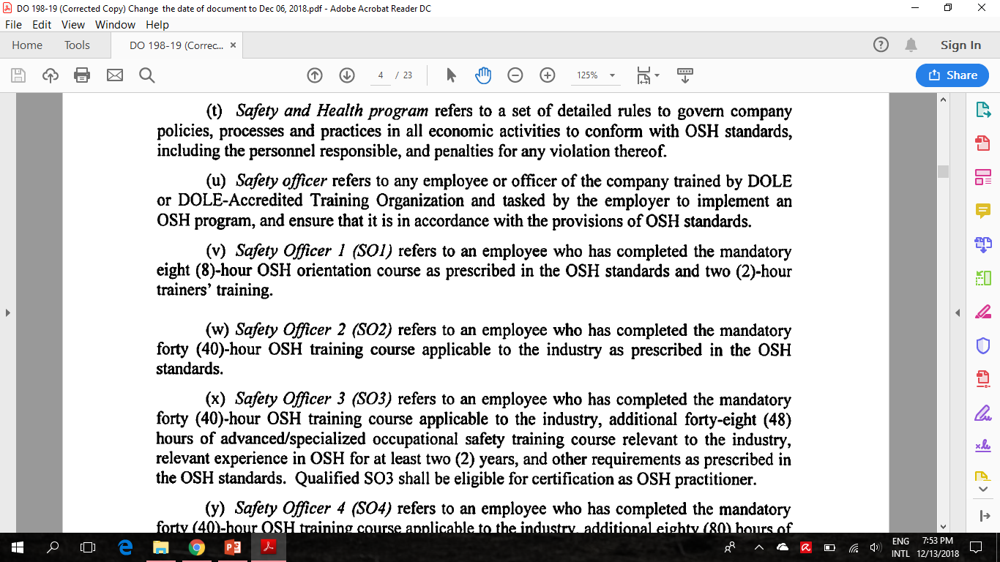 DO 198-19 (Corrected Copy) Change the date of document to Dec 06, 2018.pdf - Adobe Acrobat Reader DC
File Edit View Window Help
Home Tools DO 198-19 (Correc... × Sign In
4 / 23 125% Share
(t) Safety and Health program refers to a set of detailed rules to govern company
policies, processes and practices in all economic activities to conform with OSH standards,
including the personnel responsible, and penalties for any violation thereof.
(u) Safety officer refers to any employee or officer of the company trained by DOLE
or DOLE-Accredited Training Organization and tasked by the employer to implement an
OSH program, and ensure that it is in accordance with the provisions of OSH standards.
(v) Safety Officer 1 (SO1) refers to an employee who has completed the mandatory
eight (8)-hour OSH orientation course as prescribed in the OSH standards and two (2)-hour
trainers' training.
(w) Safety Officer 2 (SO2) refers to an employee who has completed the mandatory
forty (40)-hour OSH training course applicable to the industry as prescribed in the OSH
standards.
(x) Safety Officer 3 (SO3) refers to an employee who has completed the mandatory
forty (40)-hour OSH training course applicable to the industry, additional forty-eight (48)
hours of advanced/specialized occupational safety training course relevant to the industry,
relevant experience in OSH for at least two (2) years, and other requirements as prescribed in
the OSH standards. Qualified SO3 shall be eligible for certification as OSH practitioner.
(y) Safety Officer 4 (SO4) refers to an employee who has completed the mandatory
forty (40)-hour OSH training course applicable to the industry, additional eighty (80) hours of
ENG 7:53 PM
INTL 12/13/2018